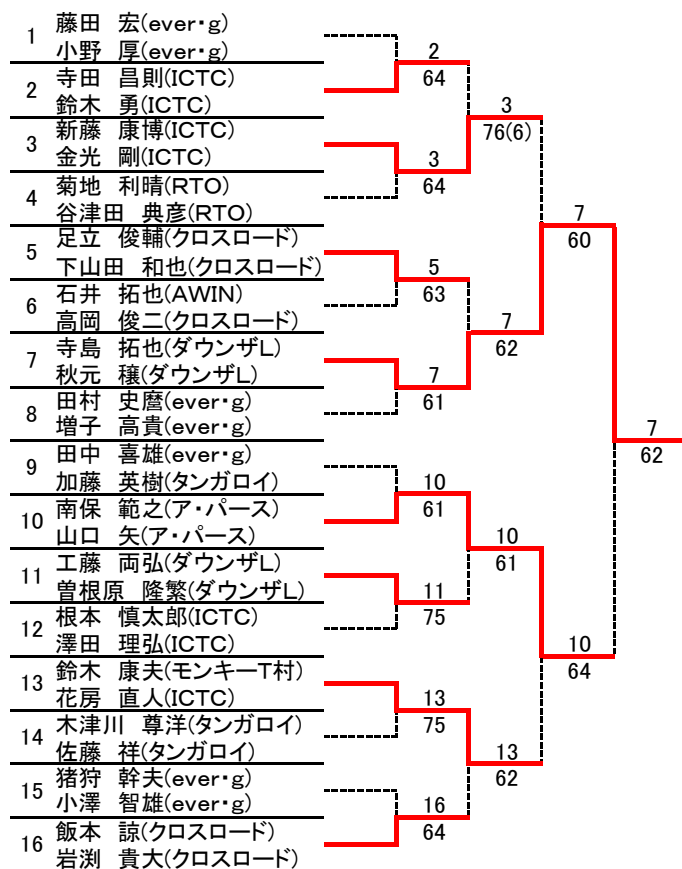 1
藤田　宏(ever・g)
小野　厚(ever・g)
2
寺田　昌則(ICTC)
鈴木　勇(ICTC)
3
新藤　康博(ICTC)
金光　剛(ICTC)
4
菊地　利晴(RTO)
谷津田　典彦(RTO)
5
足立　俊輔(クロスロード)
下山田　和也(クロスロード)
6
石井　拓也(AWIN)
高岡　俊二(クロスロード)
7
寺島　拓也(ダウンザL)
秋元　穣(ダウンザL)
8
田村　史麿(ever・g)
増子　高貴(ever・g)
9
田中　喜雄(ever・g)
加藤　英樹(タンガロイ)
10
南保　範之(ア・パース)
山口　矢(ア・パース)
11
工藤　両弘(ダウンザL)
曽根原　隆繁(ダウンザL)
12
根本　慎太郎(ICTC)
澤田　理弘(ICTC)
13
鈴木　康夫(モンキーT村)
花房　直人(ICTC)
14
木津川　尊洋(タンガロイ)
佐藤　祥(タンガロイ)
15
猪狩　幹夫(ever・g)
小澤　智雄(ever・g)
16
飯本　諒(クロスロード)
岩渕　貴大(クロスロード)
2
64
3
64
5
63
7
61
10
61
11
75
13
75
16
64
3
76(6)
7
62
10
61
13
62
7
60
10
64
7
62